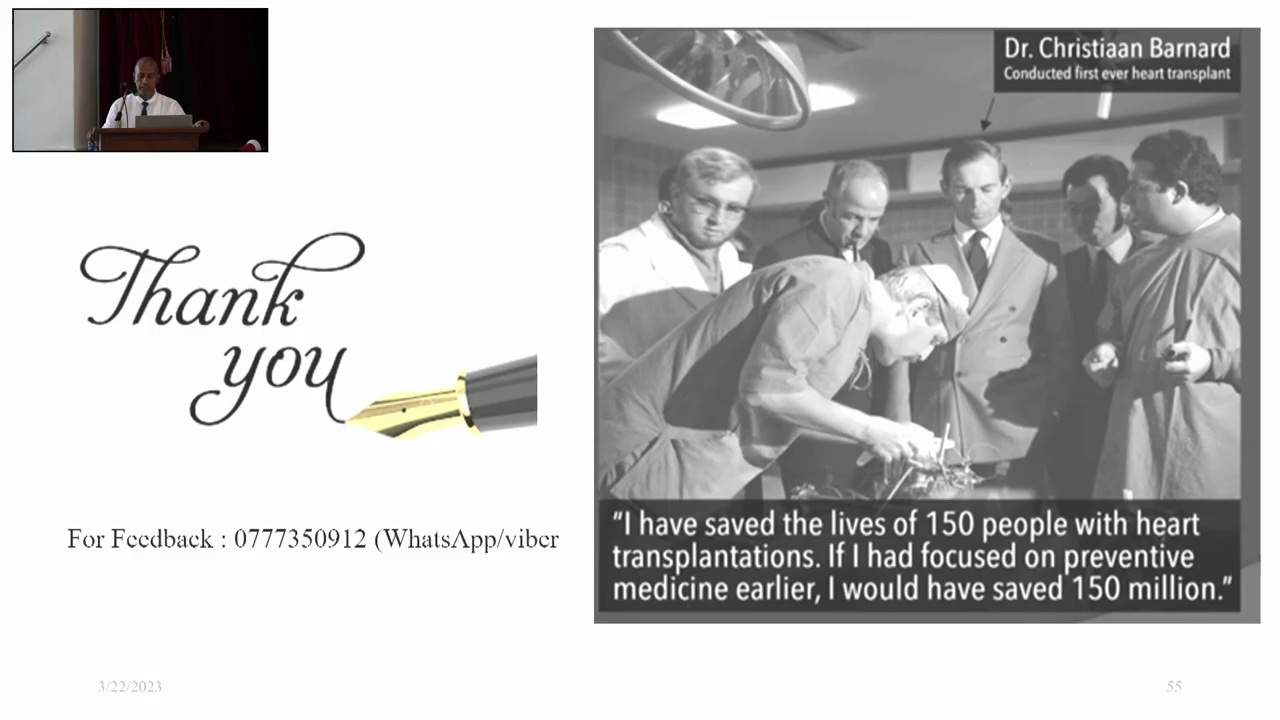 Thank
you
For Feedback : 0777350912 (WhatsApp/viber
Dr. Christiaan Barnard
Conducted first ever heart transplant
“I have saved the lives of 150 people with heart
transplantations. If I had focused on preventive
medicine earlier, I would have saved 150 million.”
3/22/2023
55